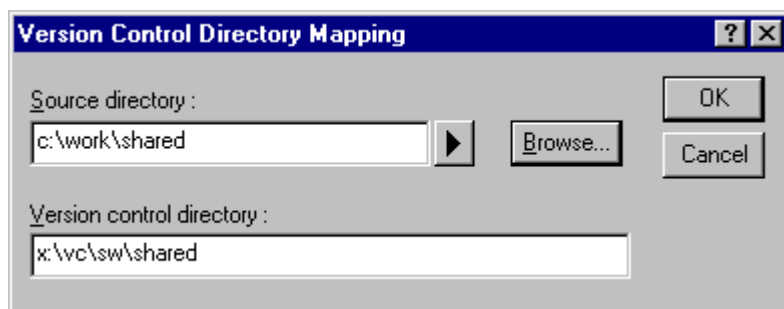 Version Control Directory Mapping
Source directory :
c:\work\shared
Browse...
OK
Cancel
Version control directory :
x:\vc\sw\shared